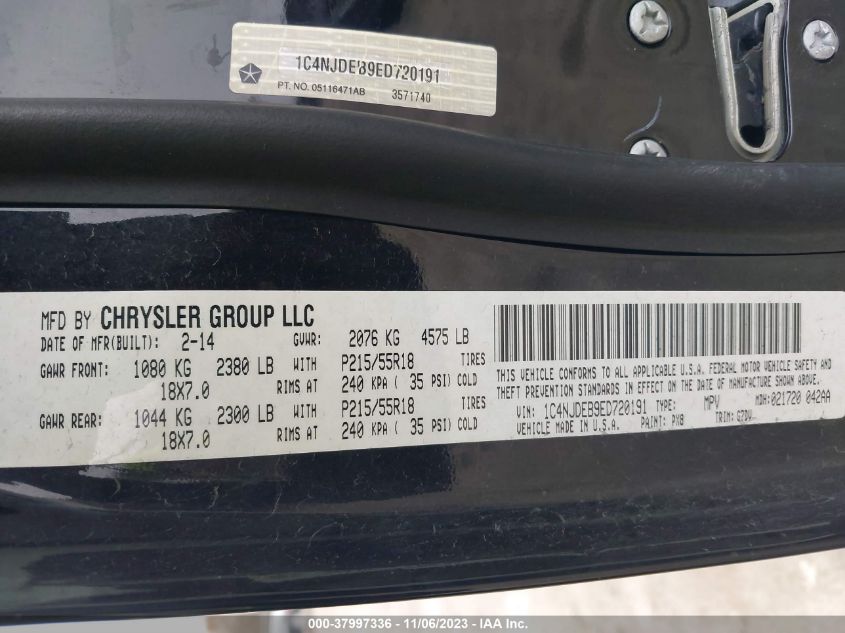 1C4NJDEB9ED720191
PT. NO. 05116471AB 3571740
MFD BY CHRYSLER GROUP LLC
DATE OF MFR(BUILT): 2-14 GVWR: 2076 KG 4575 LB
GAWR FRONT: 1080 KG 2380 LB WITH P215/55R18 TIRES
18X7.0 RIMS AT 240 KPA ( 35 PSI) COLD
GAWR REAR: 1044 KG 2300 LB WITH P215/55R18 TIRES
18X7.0 RIMS AT 240 KPA ( 35 PSI) COLD
THIS VEHICLE CONFORMS TO ALL APPLICABLE U.S.A. FEDERAL MOTOR VEHICLE SAFETY AND
THEFT PREVENTION STANDARDS IN EFFECT ON THE DATE OF MANUFACTURE SHOWN ABOVE.
VIN: 1C4NJDEB9ED720191 TYPE: MPV MDH: 021720 042AA
VEHICLE MADE IN U.S.A. PAINT: PX8 TRIM: G7DV
000-37997336 - 11/06/2023 - IAA Inc.